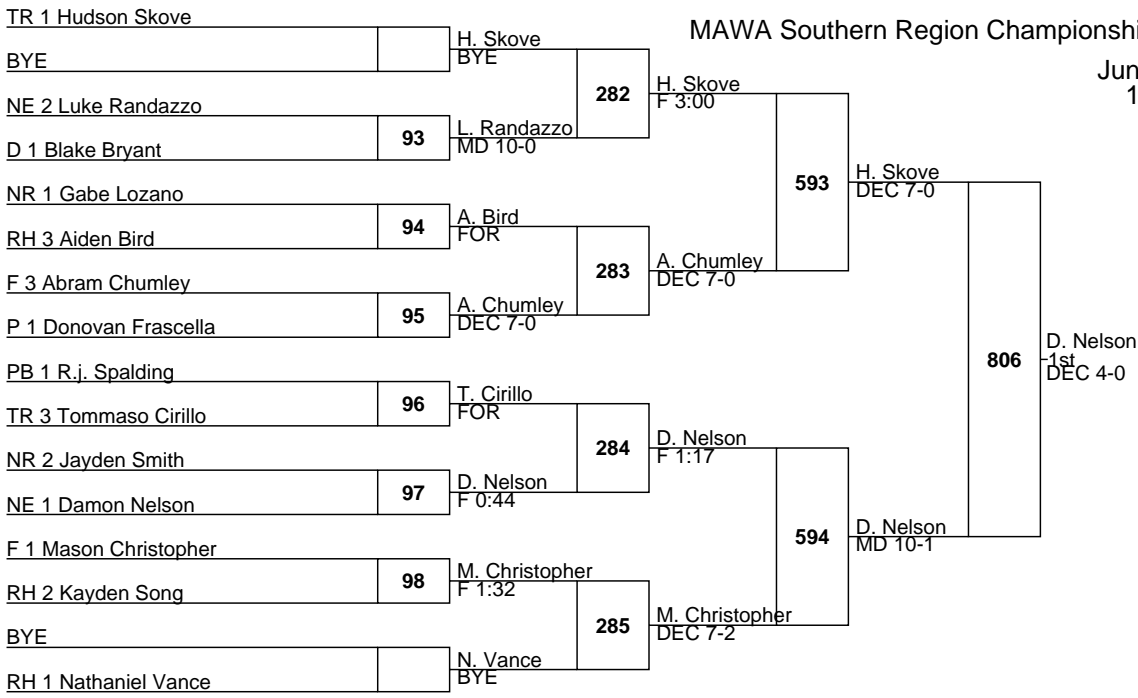 TR 1 Hudson Skove
BYE
NE 2 Luke Randazzo
D 1 Blake Bryant
NR 1 Gabe Lozano
RH 3 Aiden Bird
F 3 Abram Chumley
P 1 Donovan Frascella
PB 1 R.j. Spalding
TR 3 Tommaso Cirillo
NR 2 Jayden Smith
NE 1 Damon Nelson
F 1 Mason Christopher
RH 2 Kayden Song
BYE
RH 1 Nathaniel Vance
93
94
95
96
97
98
H. Skove
BYE
L. Randazzo
MD 10-0
A. Bird
FOR
A. Chumley
DEC 7-0
T. Cirillo
FOR
D. Nelson
F 0:44
M. Christopher
F 1:32
N. Vance
BYE
282
283
284
285
H. Skove
F 3:00
A. Chumley
DEC 7-0
D. Nelson
F 1:17
M. Christopher
DEC 7-2
593
594
H. Skove
DEC 7-0
D. Nelson
MD 10-1
806
D. Nelson
1st
DEC 4-0
MAWA Southern Region Championshi
Jun
1